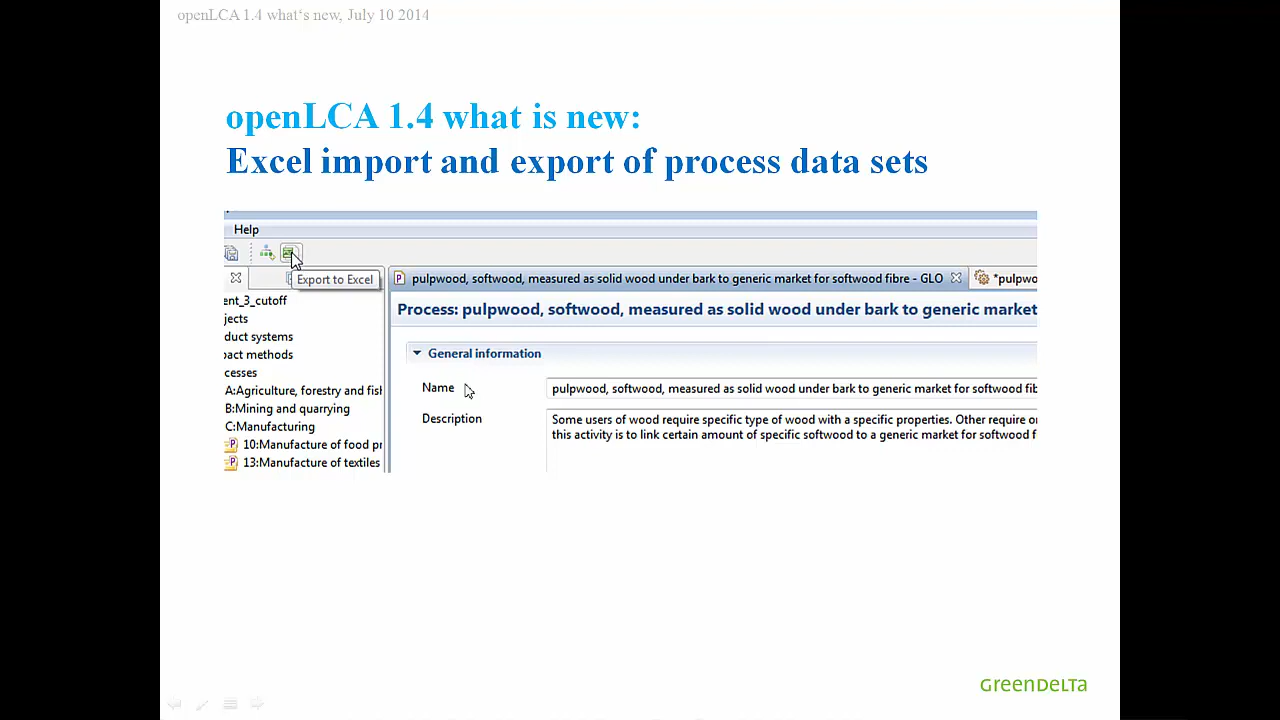 openLCA 1.4 what‘s new, July 10 2014
openLCA 1.4 what is new:
Excel import and export of process data sets
Help
Export to Excel
pulpwood, softwood, measured as solid wood under bark to generic market for softwood fibre - GLO
*pulpwo
ent_3_cutoff
jects
duct systems
pact methods
cesses
A:Agriculture, forestry and fish
B:Mining and quarrying
C:Manufacturing
10:Manufacture of food pr
13:Manufacture of textiles
Process: pulpwood, softwood, measured as solid wood under bark to generic market
General information
Name
pulpwood, softwood, measured as solid wood under bark to generic market for softwood fib
Description
Some users of wood require specific type of wood with a specific properties. Other require o
this activity is to link certain amount of specific softwood to a generic market for softwood f
GREENDELTA